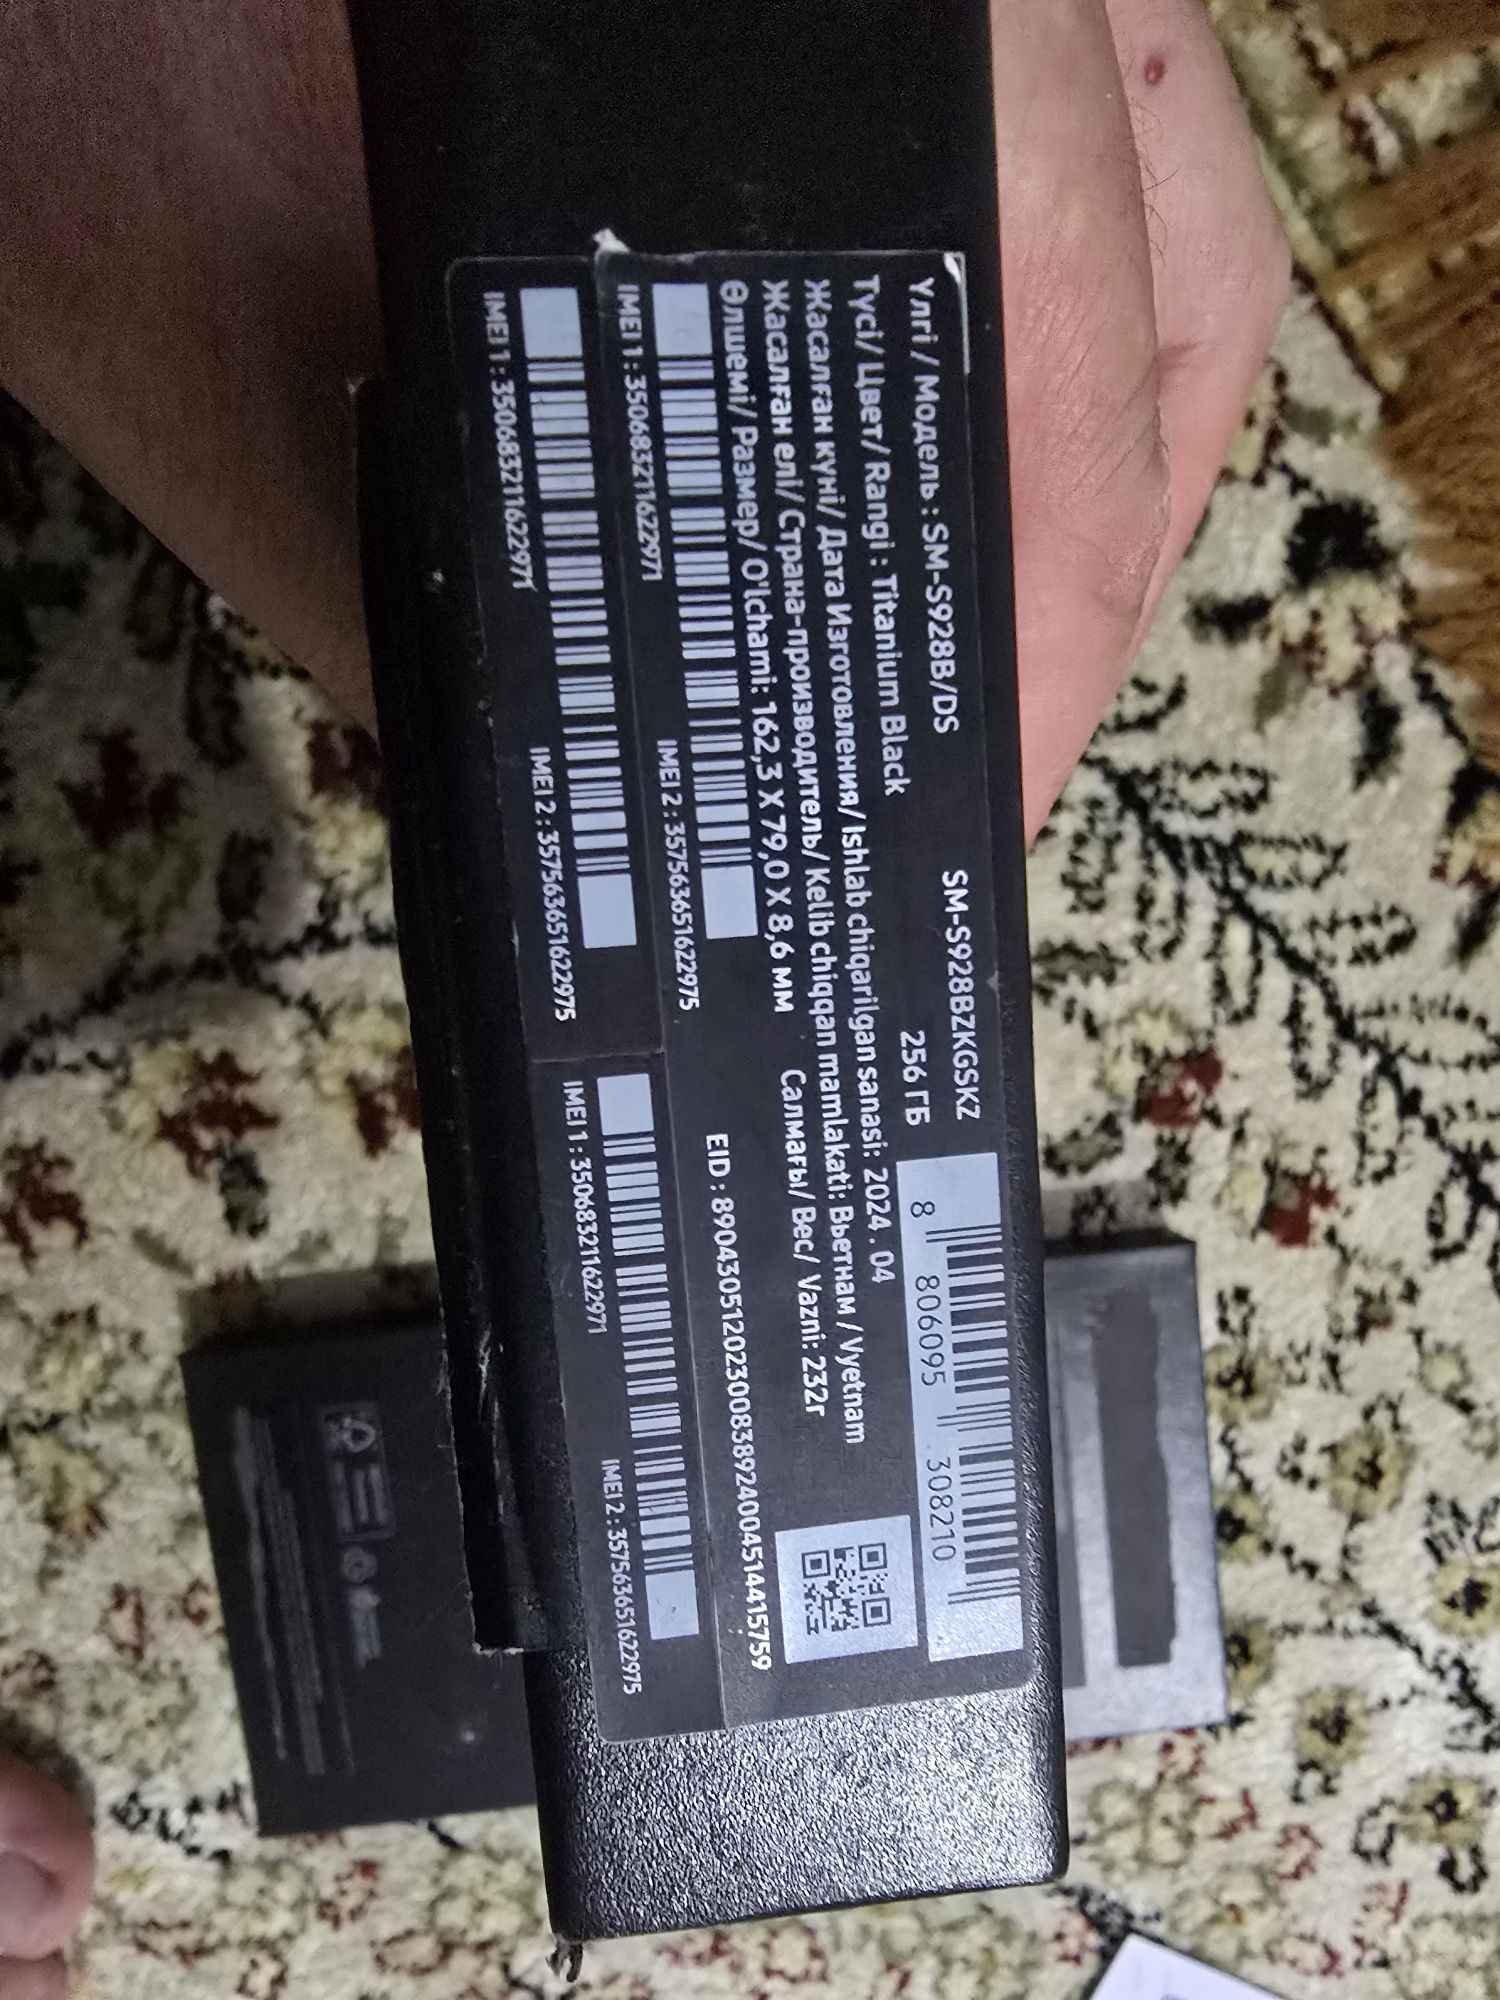 Үлгі / Модель : SM-S928B/DS SM-S928BZKGSKZ
Түсі/ Цвет/ Rangi : Titanium Black 256 ГБ
Жасалған күні/ Дата Изготовления/ Ishlab chiqarilgan sanasi: 2024 . 04
Жасалған елі/ Страна-производитель/ Kelib chiqqan mamlakati: Вьетнам / Vyetnam
Өлшемі/ Размер/ O'lchami: 162,3 X 79,0 X 8,6 мм Салмағы/ Вес/ Vazni: 232г
8 806095 308210
EID : 89043051202300838924004514415759
IMEI 1 : 350683211622971 IMEI 2 : 357563651622975
IMEI 1 : 350683211622971 IMEI 2 : 357563651622975
IMEI 1 : 350683211622971 IMEI 2 : 357563651622975